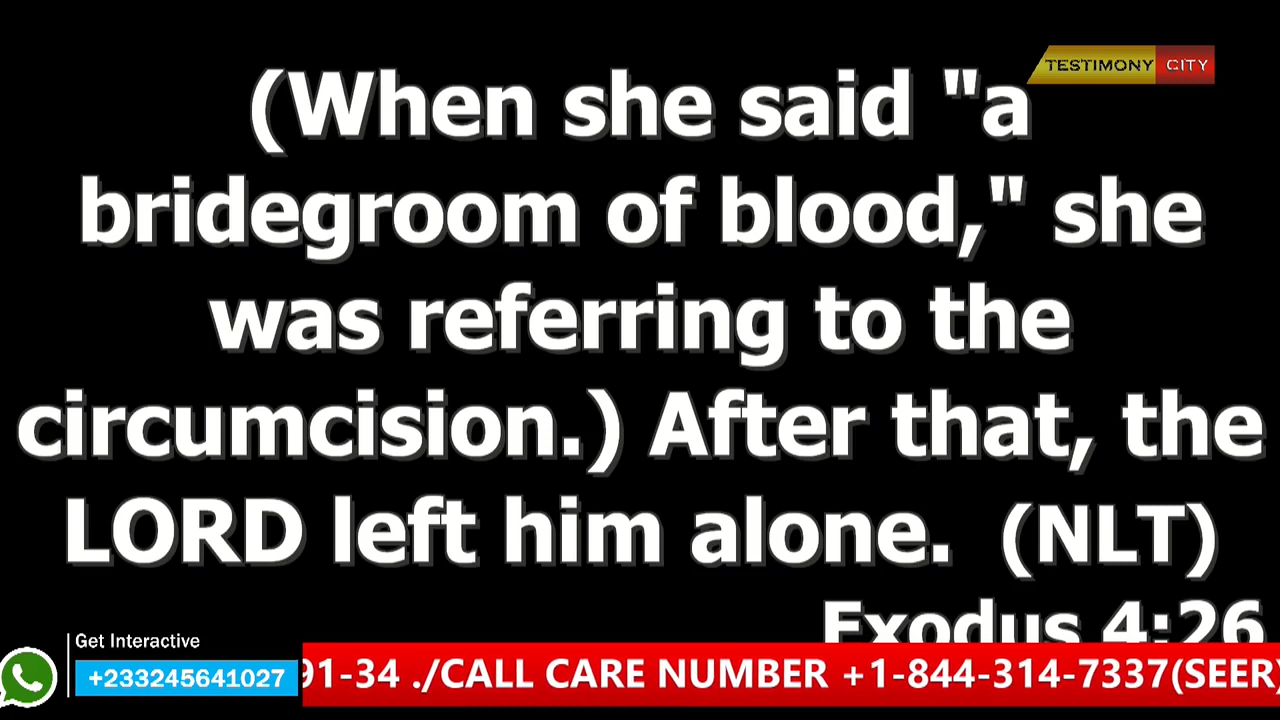 TESTIMONY CITY
(When she said "a
bridegroom of blood," she
was referring to the
circumcision.) After that, the
LORD left him alone. (NLT)
Exodus 4:26
Get Interactive
+233245641027
91-34 ./CALL CARE NUMBER +1-844-314-7337(SEER)